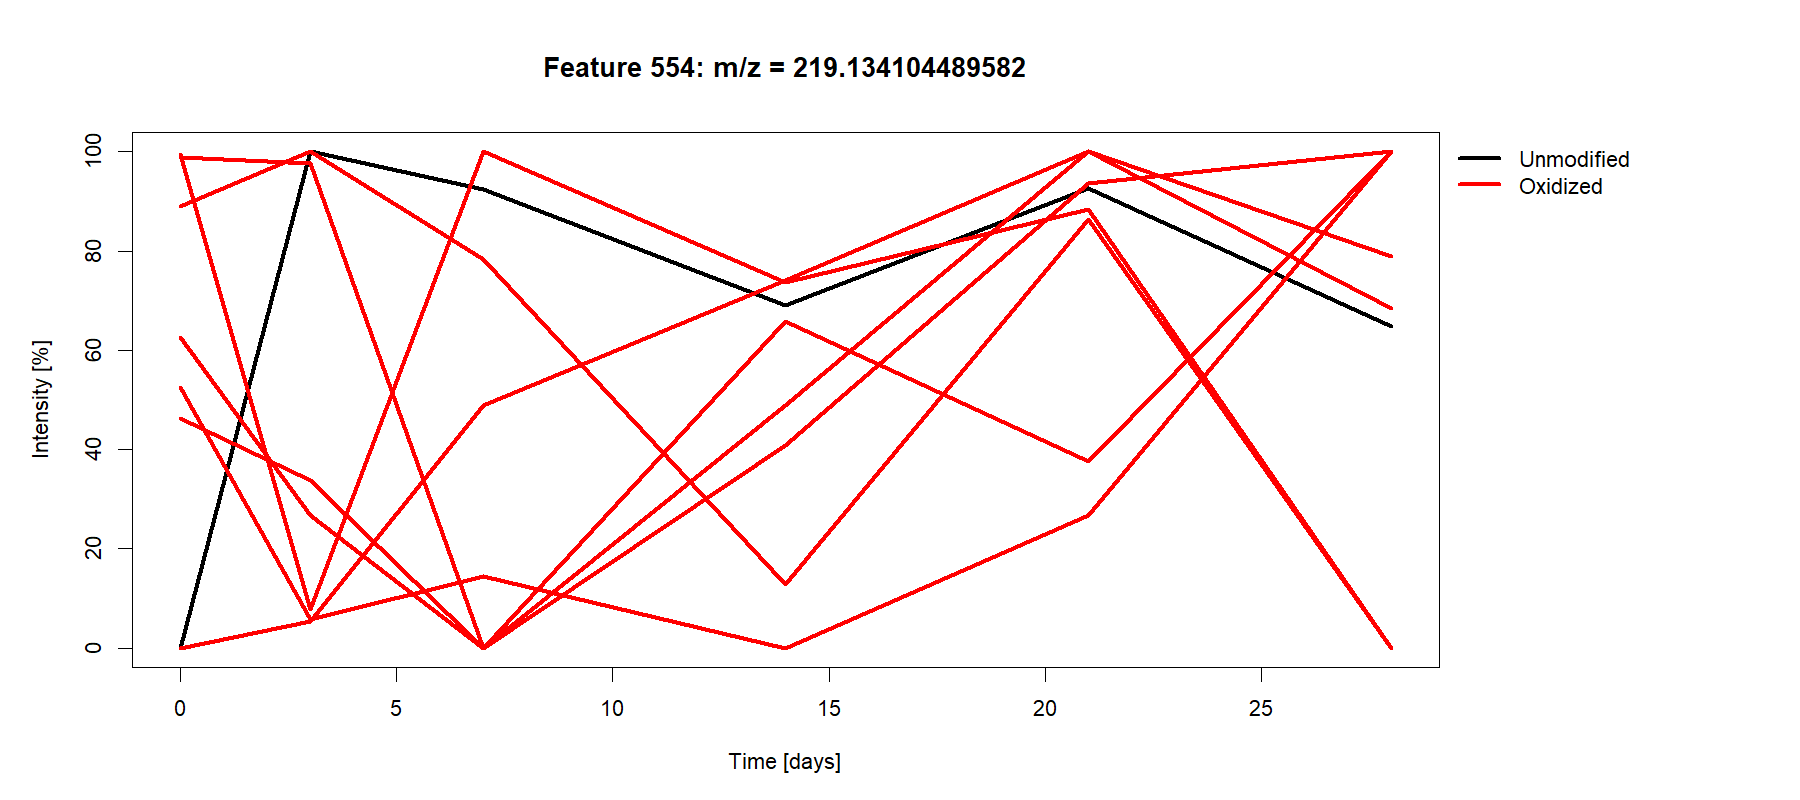 Feature 554: m/z = 219.134104489582
Unmodified
Oxidized
Intensity [%]
100
80
60
40
20
0
0 5 10 15 20 25
Time [days]